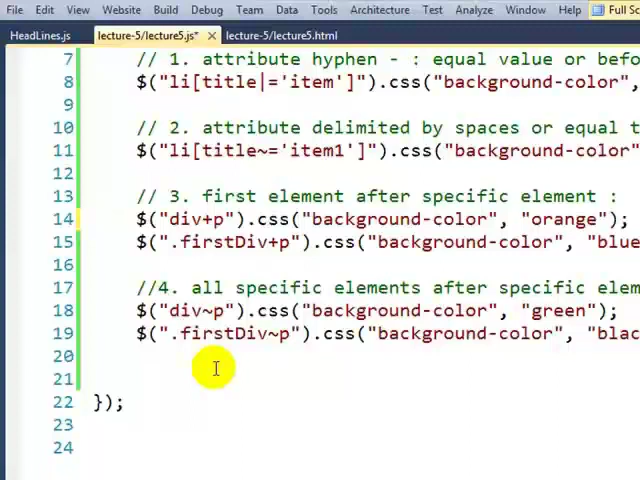 File Edit View Website Build Debug Team Data Tools Architecture Test Analyze Window Help Full Sc
HeadLines.js lecture-5/lecture5.js* × lecture-5/lecture5.html
7 // 1. attribute hyphen - : equal value or befo
8 $("li[title|='item']").css("background-color",
9
10 // 2. attribute delimited by spaces or equal t
11 $("li[title~='item1']").css("background-color"
12
13 // 3. first element after specific element :
14 $("div+p").css("background-color", "orange");
15 $(".firstDiv+p").css("background-color", "blue
16
17 //4. all specific elements after specific elem
18 $("div~p").css("background-color", "green");
19 $(".firstDiv~p").css("background-color", "blac
20
21
22 });
23
24